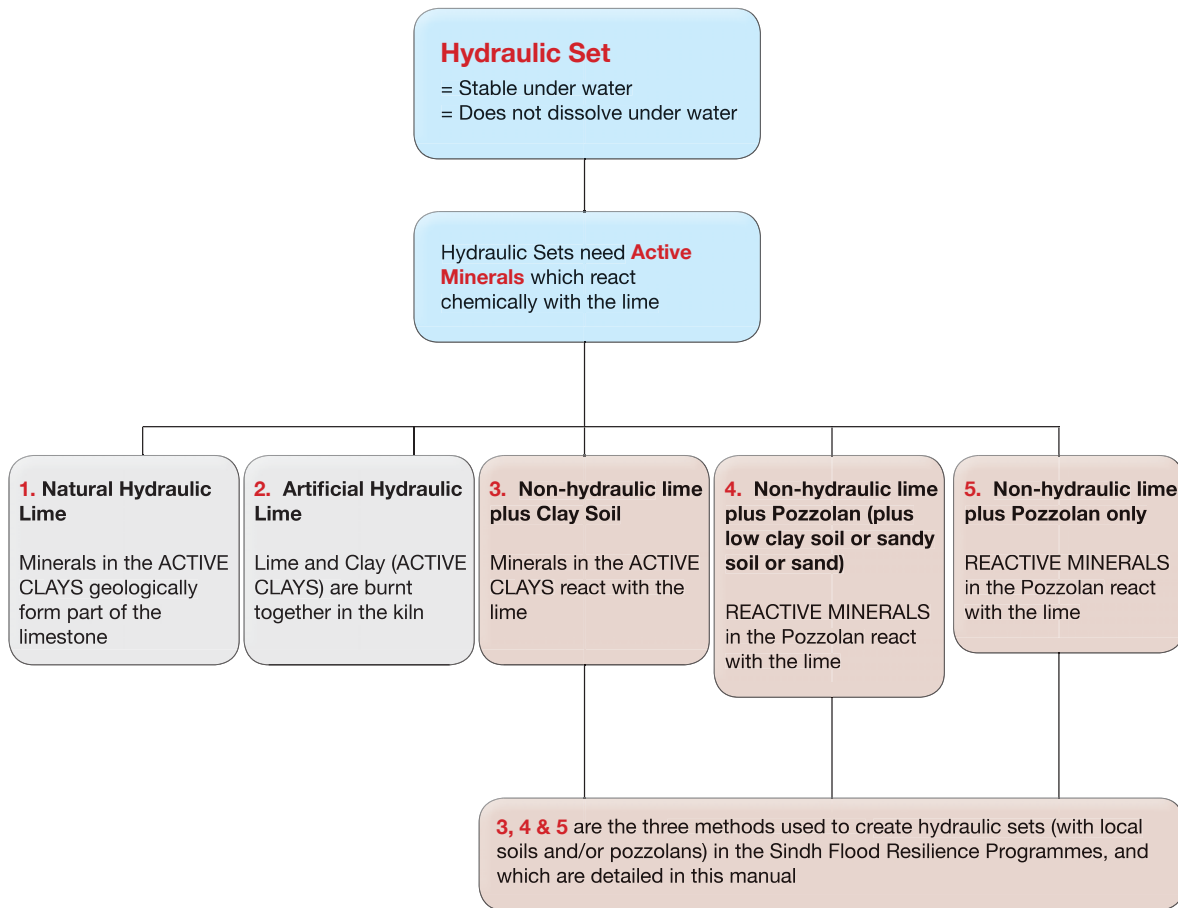 Hydraulic Set
= Stable under water
= Does not dissolve under water
Hydraulic Sets need Active
Minerals which react
chemically with the lime
1. Natural Hydraulic
Lime
Minerals in the ACTIVE
CLAYS geologically
form part of the
limestone
2. Artificial Hydraulic
Lime
Lime and Clay (ACTIVE
CLAYS) are burnt
together in the kiln
3. Non-hydraulic lime
plus Clay Soil
Minerals in the ACTIVE
CLAYS react with the
lime
4. Non-hydraulic lime
plus Pozzolan (plus
low clay soil or sandy
soil or sand)
REACTIVE MINERALS
in the Pozzolan react
with the lime
5. Non-hydraulic lime
plus Pozzolan only
REACTIVE MINERALS
in the Pozzolan react
with the lime
3, 4 & 5 are the three methods used to create hydraulic sets (with local
soils and/or pozzolans) in the Sindh Flood Resilience Programmes, and
which are detailed in this manual